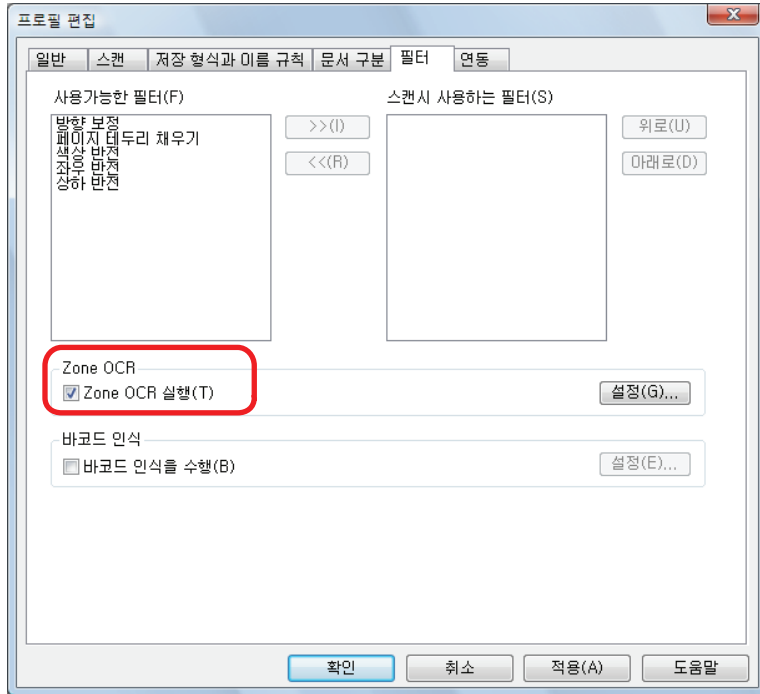 프로필 편집
일반 스캔 저장 형식과 이름 규칙 문서 구분 필터 연동
사용가능한 필터(F) 스캔시 사용하는 필터(S)
방향 보정
페이지 테두리 채우기
색상 반전
좌우 반전
상하 반전
>>(I)
<<(R)
위로(U)
아래로(D)
Zone OCR
Zone OCR 실행(T) 설정(G)...
바코드 인식
바코드 인식을 수행(B) 설정(E)...
확인 취소 적용(A) 도움말